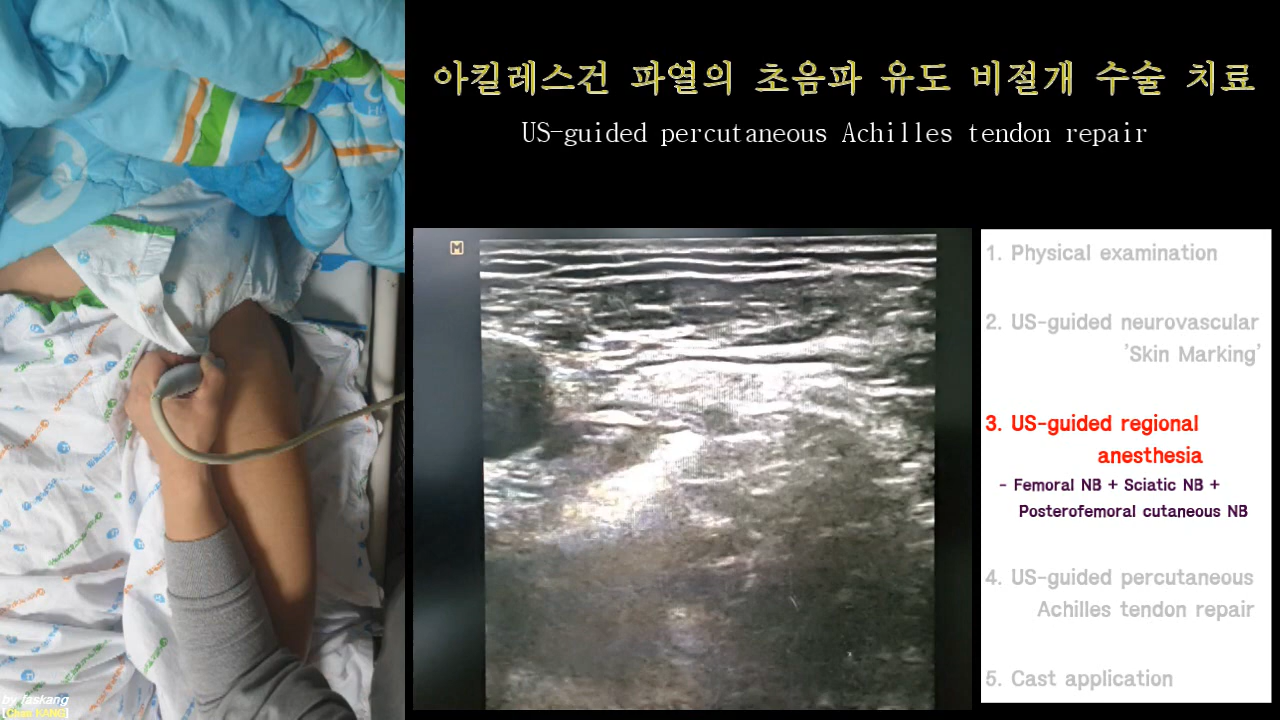 아킬레스건 파열의 초음파 유도 비절개 수술 치료
US-guided percutaneous Achilles tendon repair
M
1. Physical examination
2. US-guided neurovascular
'Skin Marking'
3. US-guided regional
anesthesia
- Femoral NB + Sciatic NB +
Posterofemoral cutaneous NB
4. US-guided percutaneous
Achilles tendon repair
5. Cast application
by faskang
[Chan KANG]